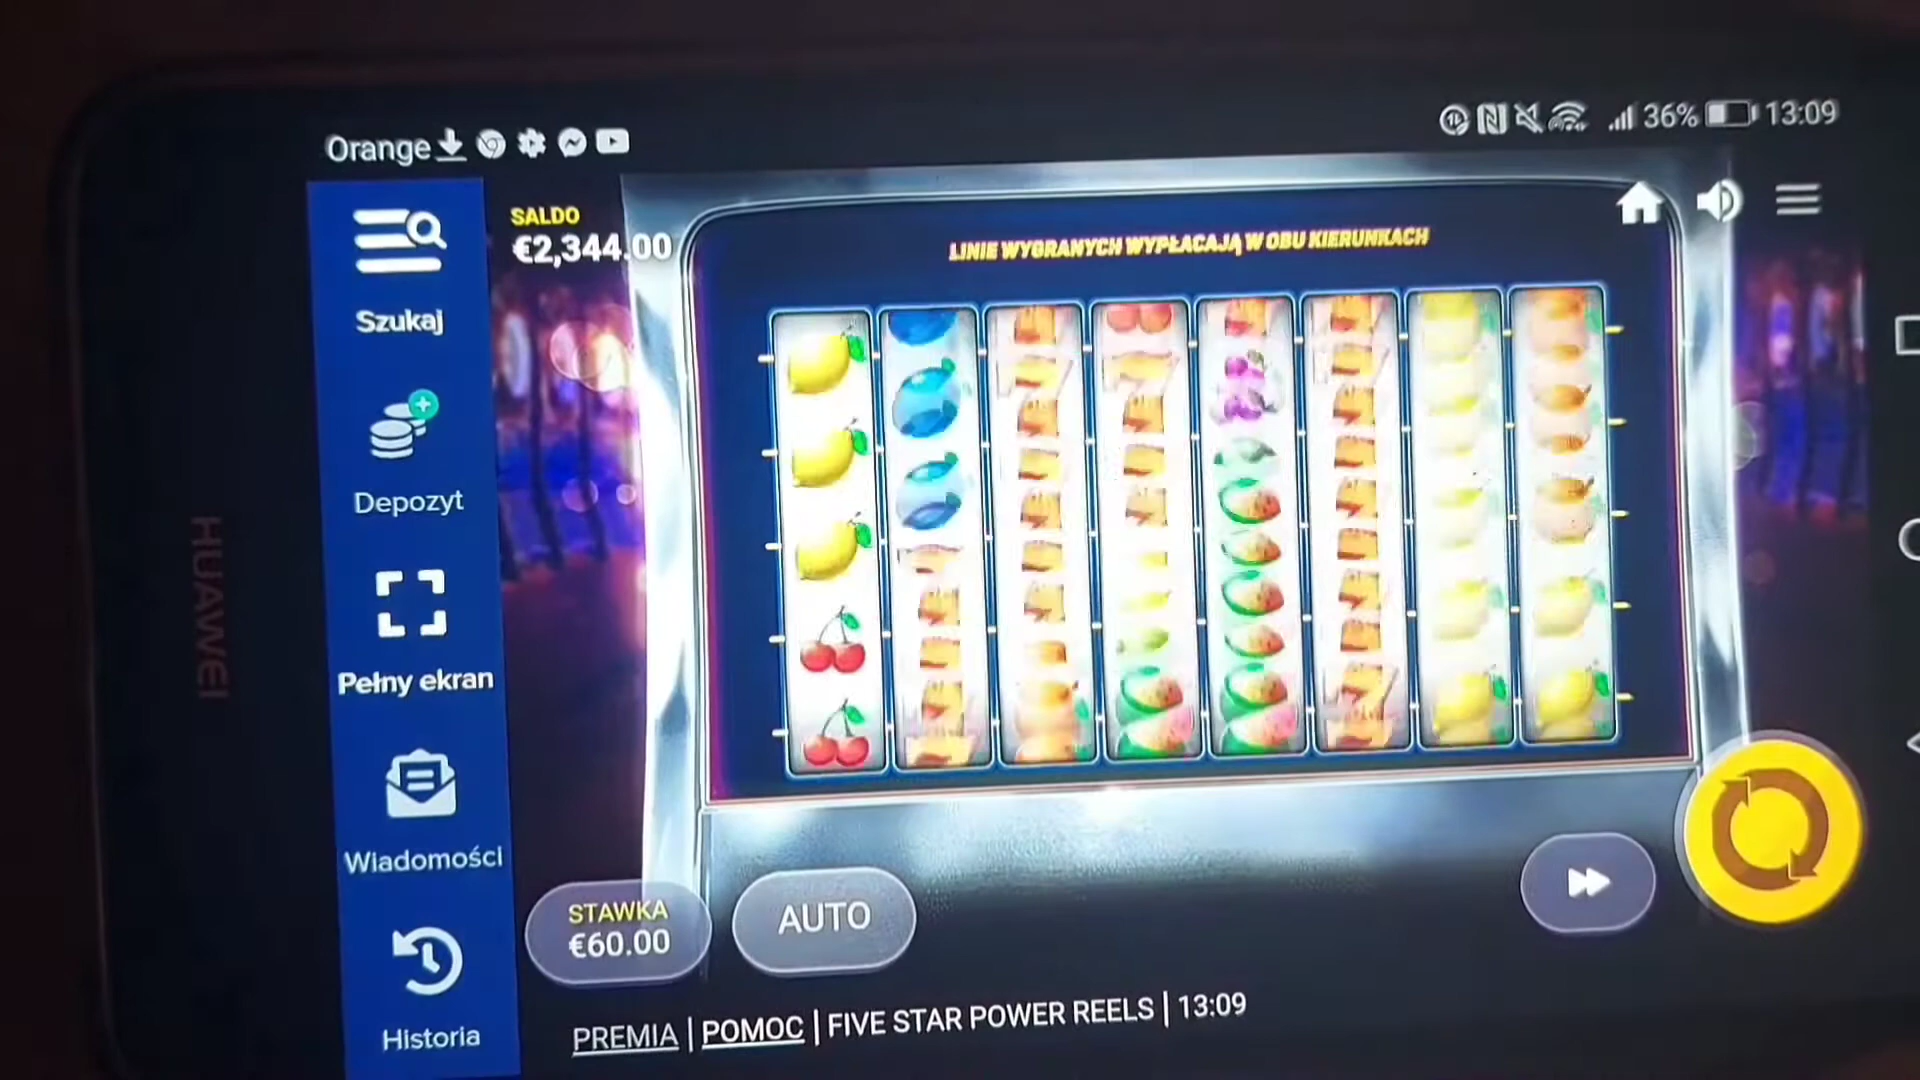 Orange
36% 13:09
SALDO
€2,344.00
LINIE WYGRANYCH WYPŁACAJĄ W OBU KIERUNKACH
Szukaj
Depozyt
Pełny ekran
Wiadomości
Historia
HUAWEI
STAWKA
€60.00
AUTO
PREMIA | POMOC | FIVE STAR POWER REELS | 13:09